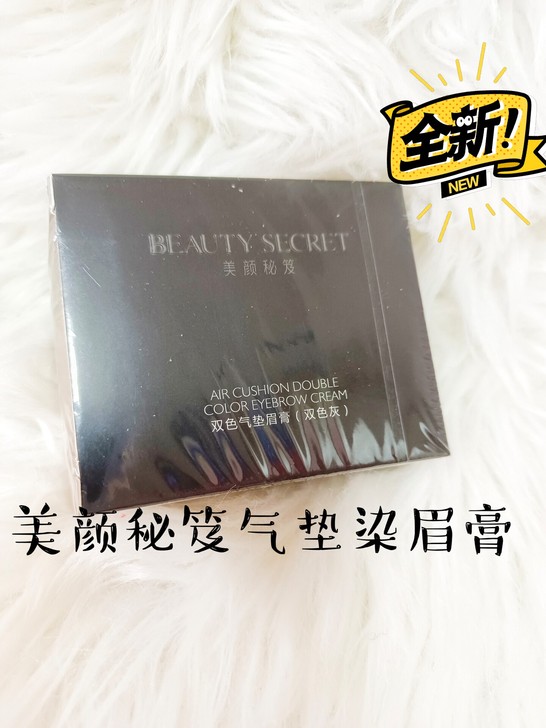 全新!
NEW
BEAUTY SECRET
美颜秘笈
AIR CUSHION DOUBLE
COLOR EYEBROW CREAM
双色气垫眉膏(双色灰)
美颜秘笈气垫染眉膏